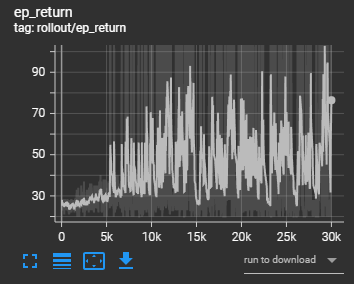 ep_return
tag: rollout/ep_return
90
70
50
30
0 5k 10k 15k 20k 25k 30k
run to download